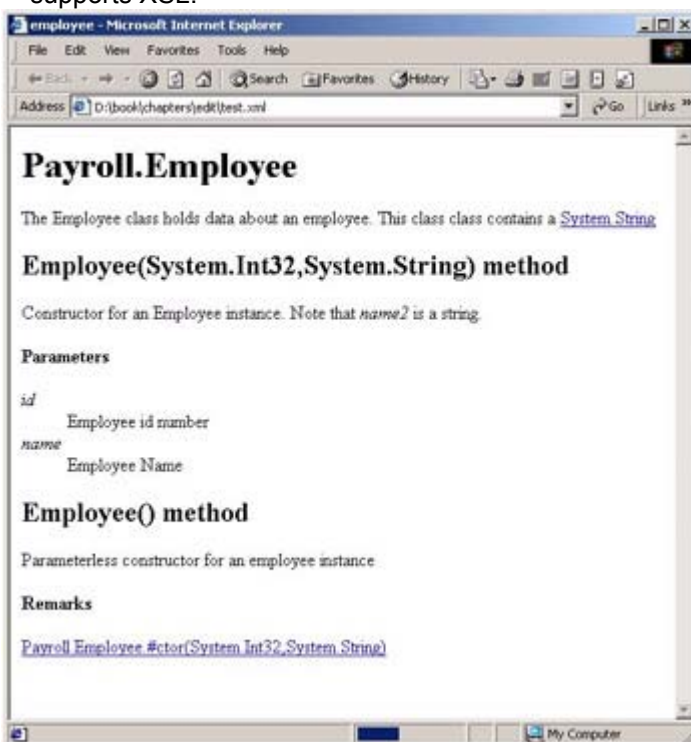 supports XSL.
employee - Microsoft Internet Explorer
File Edit View Favorites Tools Help
Back Search Favorites History
Address D:\book\chapters\edit\test.xml Go Links »
Payroll.Employee
The Employee class holds data about an employee. This class class contains a System.String
Employee(System.Int32,System.String) method
Constructor for an Employee instance. Note that name2 is a string.
Parameters
id
Employee id number
name
Employee Name
Employee() method
Parameterless constructor for an employee instance
Remarks
Payroll.Employee.#ctor(System.Int32,System.String)
My Computer